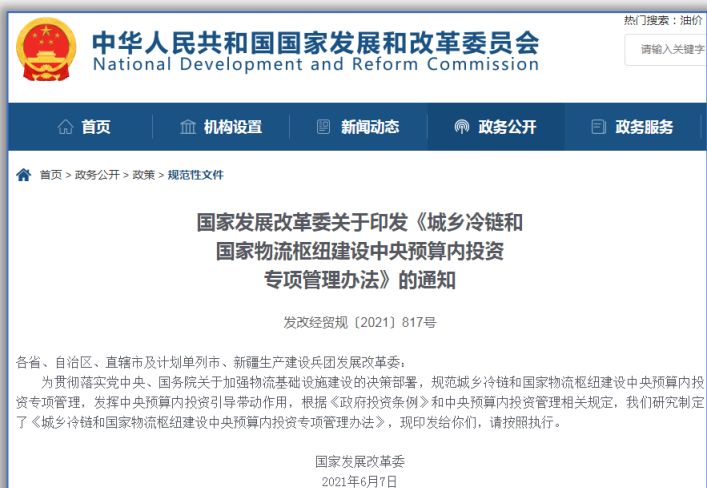 热门搜索：油价
中华人民共和国国家发展和改革委员会
National Development and Reform Commission
请输入关键字
首页 机构设置 新闻动态 政务公开 政务服务
首页 > 政务公开 > 政策 > 规范性文件
国家发展改革委关于印发《城乡冷链和
国家物流枢纽建设中央预算内投资
专项管理办法》的通知
发改经贸规〔2021〕817号
各省、自治区、直辖市及计划单列市、新疆生产建设兵团发展改革委：
为贯彻落实党中央、国务院关于加强物流基础设施建设的决策部署，规范城乡冷链和国家物流枢纽建设中央预算内投
资专项管理，发挥中央预算内投资引导带动作用，根据《政府投资条例》和中央预算内投资管理相关规定，我们研究制定
了《城乡冷链和国家物流枢纽建设中央预算内投资专项管理办法》，现印发给你们，请按照执行。
国家发展改革委
2021年6月7日